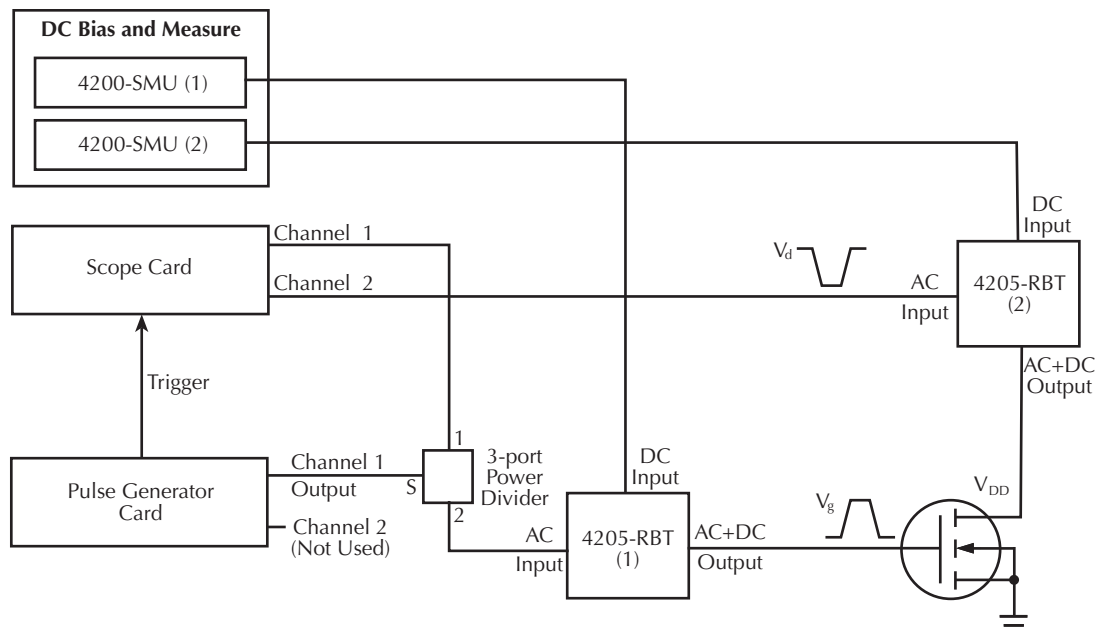 DC Bias and Measure
4200-SMU (1)
4200-SMU (2)
Scope Card
Channel 1
Channel 2
Trigger
Pulse Generator
Card
Channel 1
Output
Channel 2
(Not Used)
S
1
2
3-port
Power
Divider
AC
Input
DC
Input
4205-RBT
(1)
AC+DC
Output
Vg
Vd
AC
Input
DC
Input
4205-RBT
(2)
AC+DC
Output
VDD